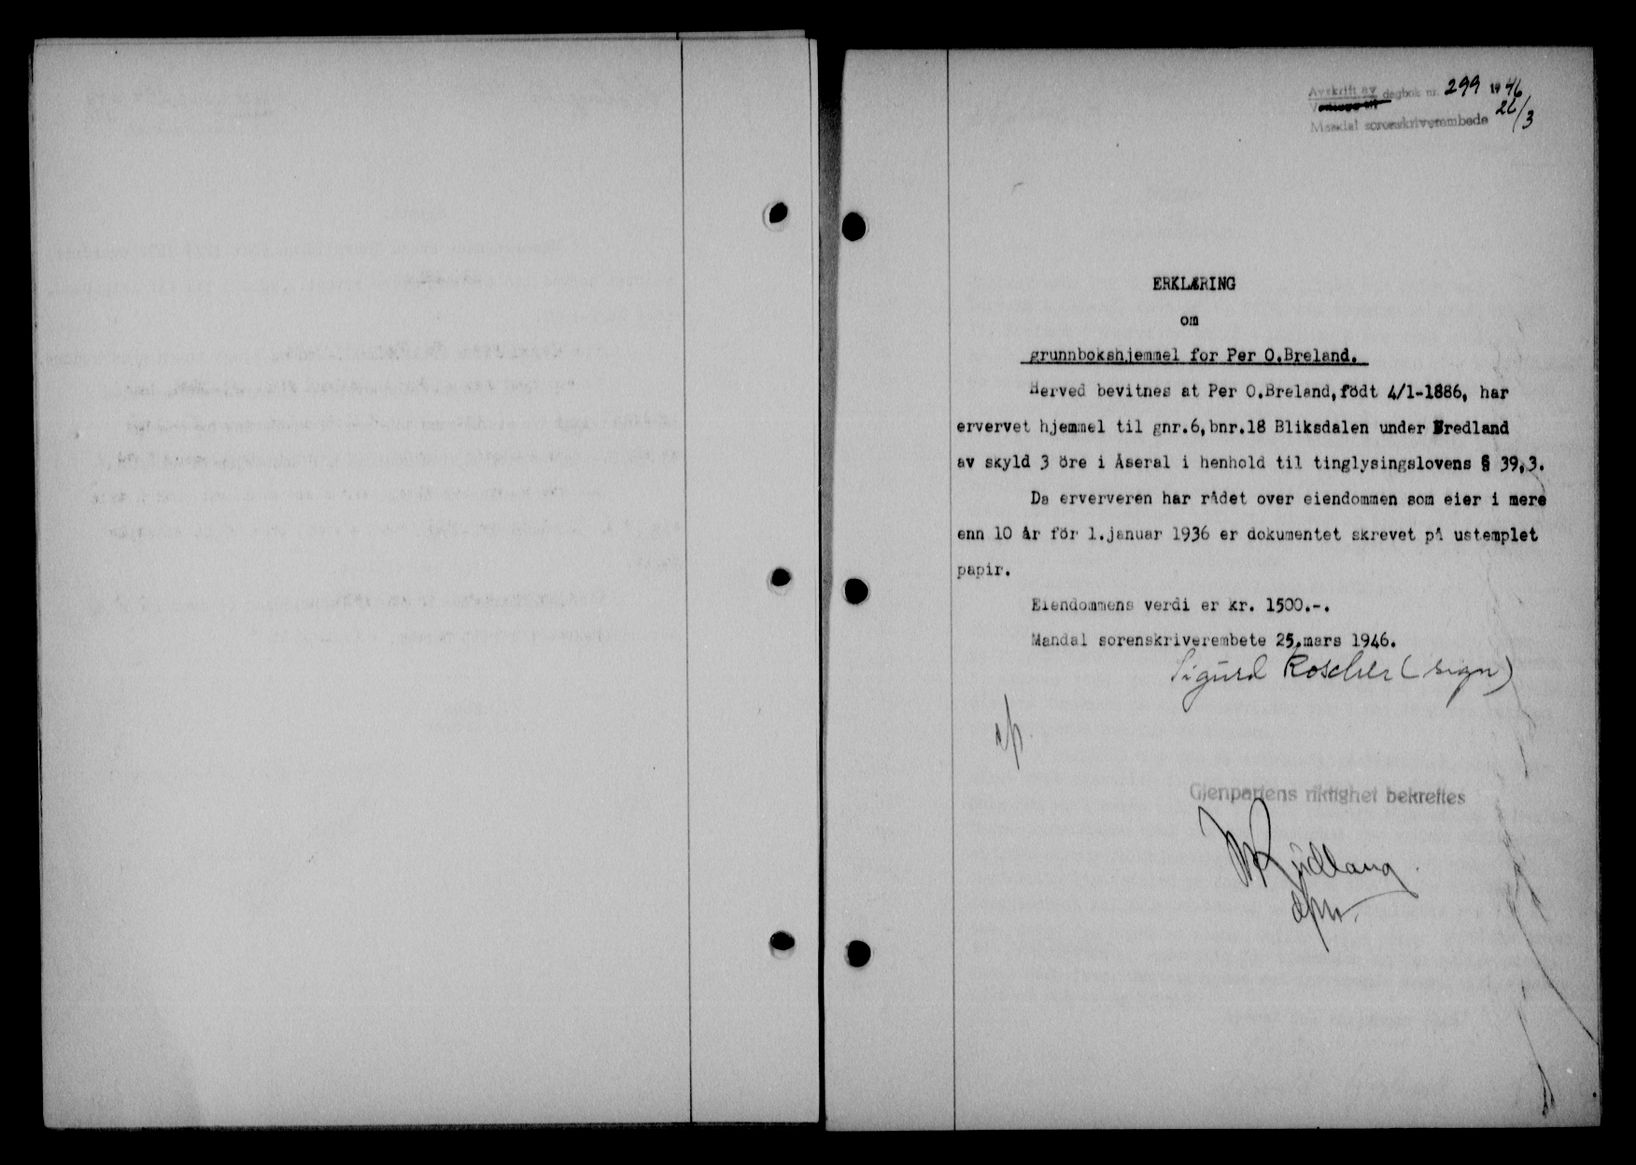 Avskrift av dagbok nr. 299 1946
26/3
Mandal sorenskriverembede
ERKLÆRING
om
grunnbokshjemmel for Per O.Breland.
Herved bevitnes at Per O.Breland,födt 4/1-1886, har
ervervet hjemmel til gnr.6,bnr.18 Bliksdalen under Bredland
av skyld 3 öre i Åseral i henhold til tinglysingslovens § 39,3.
Da erververen har rådet over eiendommen som eier i mere
enn 10 år för 1.januar 1936 er dokumentet skrevet på ustemplet
papir.
Eiendommens verdi er kr. 1500.-.
Mandal sorenskriverembete 25.mars 1946.
Sigurd Roscher (sign)
Gjenpartens riktighet bekreftes